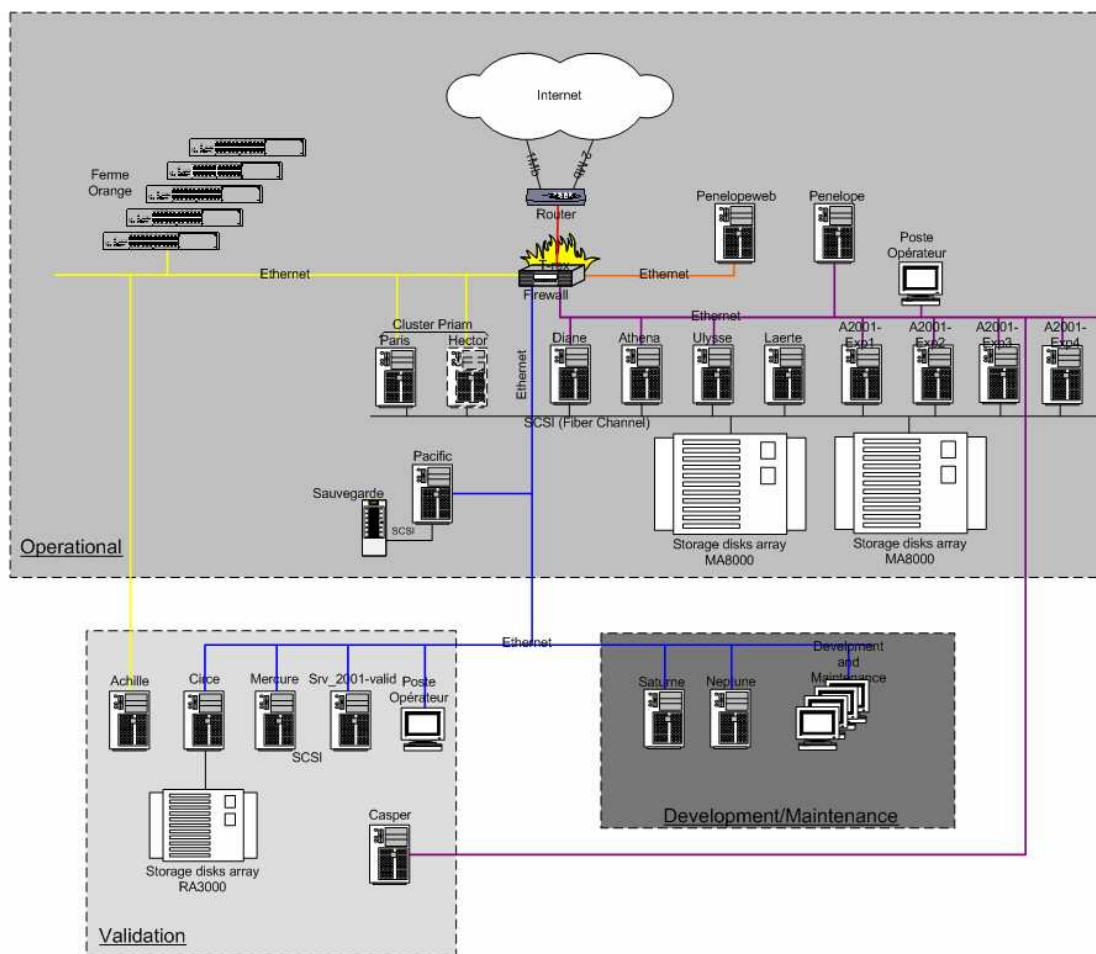 Internet
1Mb
2 Mb
Router
Ferme
Orange
Penelopeweb
Penelope
Poste
Opérateur
Ethernet
Firewall
Ethernet
Ethernet
Cluster Priam
Paris
Hector
Ethernet
Diane
Athena
Ulysse
Laerte
A2001-
Exp1
A2001-
Exp2
A2001-
Exp3
A2001-
Exp4
SCSI (Fiber Channel)
Pacific
Sauvegarde
SCSI
Storage disks array
MA8000
Storage disks array
MA8000
Operational
Ethernet
Achille
Circe
Mercure
Srv_2001-valid
Poste
Opérateur
SCSI
Storage disks array
RA3000
Casper
Validation
Saturne
Neptune
Development
and
Maintenance
Development/Maintenance